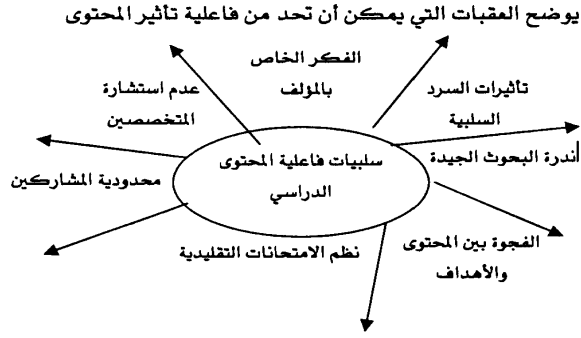 يوضح العقبات التي يمكن أن تحد من فاعلية تأثير المحتوى
الفكر الخاص
بالمؤلف
تأثيرات السرد
السلبية
عدم استشارة
المتخصصين
أندرة البحوث الجيدة
سلبيات فاعلية المحتوى
الدراسي
محدودية المشاركين
الفجوة بين المحتوى
والأهداف
نظم الامتحانات التقليدية